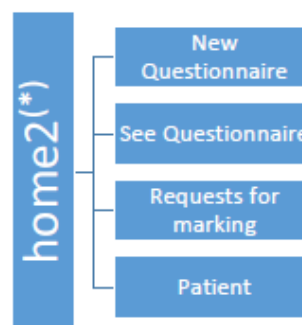 home2(*)
New
Questionnaire
See Questionnaire
Requests for
marking
Patient